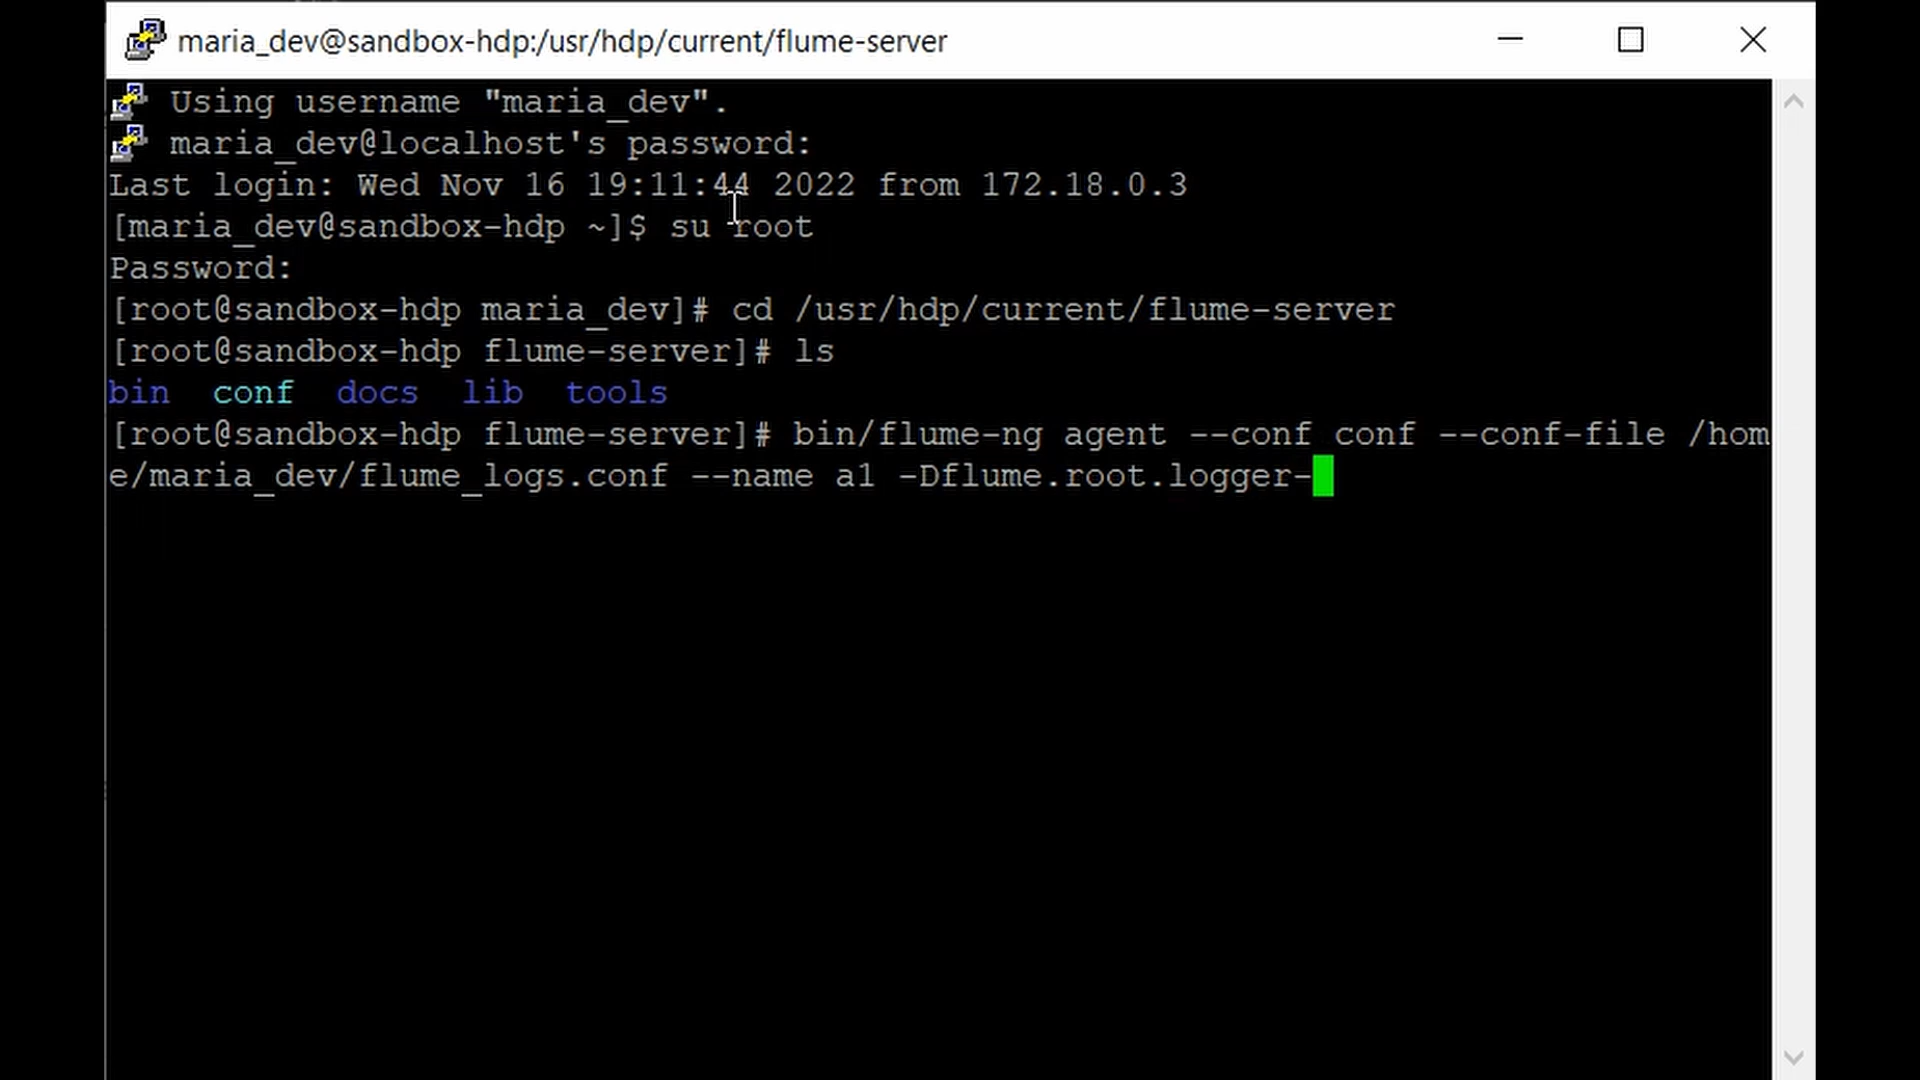 maria_dev@sandbox-hdp:/usr/hdp/current/flume-server
Using username "maria_dev".
maria_dev@localhost's password:
Last login: Wed Nov 16 19:11:44 2022 from 172.18.0.3
[maria_dev@sandbox-hdp ~]$ su root
Password:
[root@sandbox-hdp maria_dev]# cd /usr/hdp/current/flume-server
[root@sandbox-hdp flume-server]# ls
bin  conf  docs  lib  tools
[root@sandbox-hdp flume-server]# bin/flume-ng agent --conf conf --conf-file /hom
e/maria_dev/flume_logs.conf --name a1 -Dflume.root.logger-